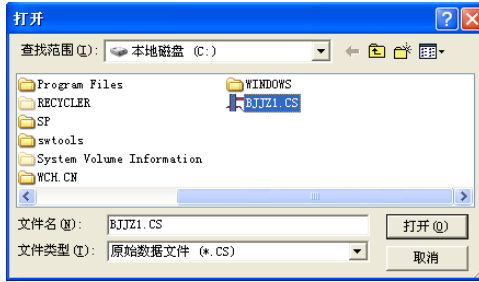 打开
查找范围(I): 本地磁盘 (C:)
Program Files
RECYCLER
SP
swtools
System Volume Information
WCH.CN
WINDOWS
BJJZ1.CS
文件名(N): BJJZ1.CS
打开(O)
文件类型(T): 原始数据文件 (*.CS)
取消